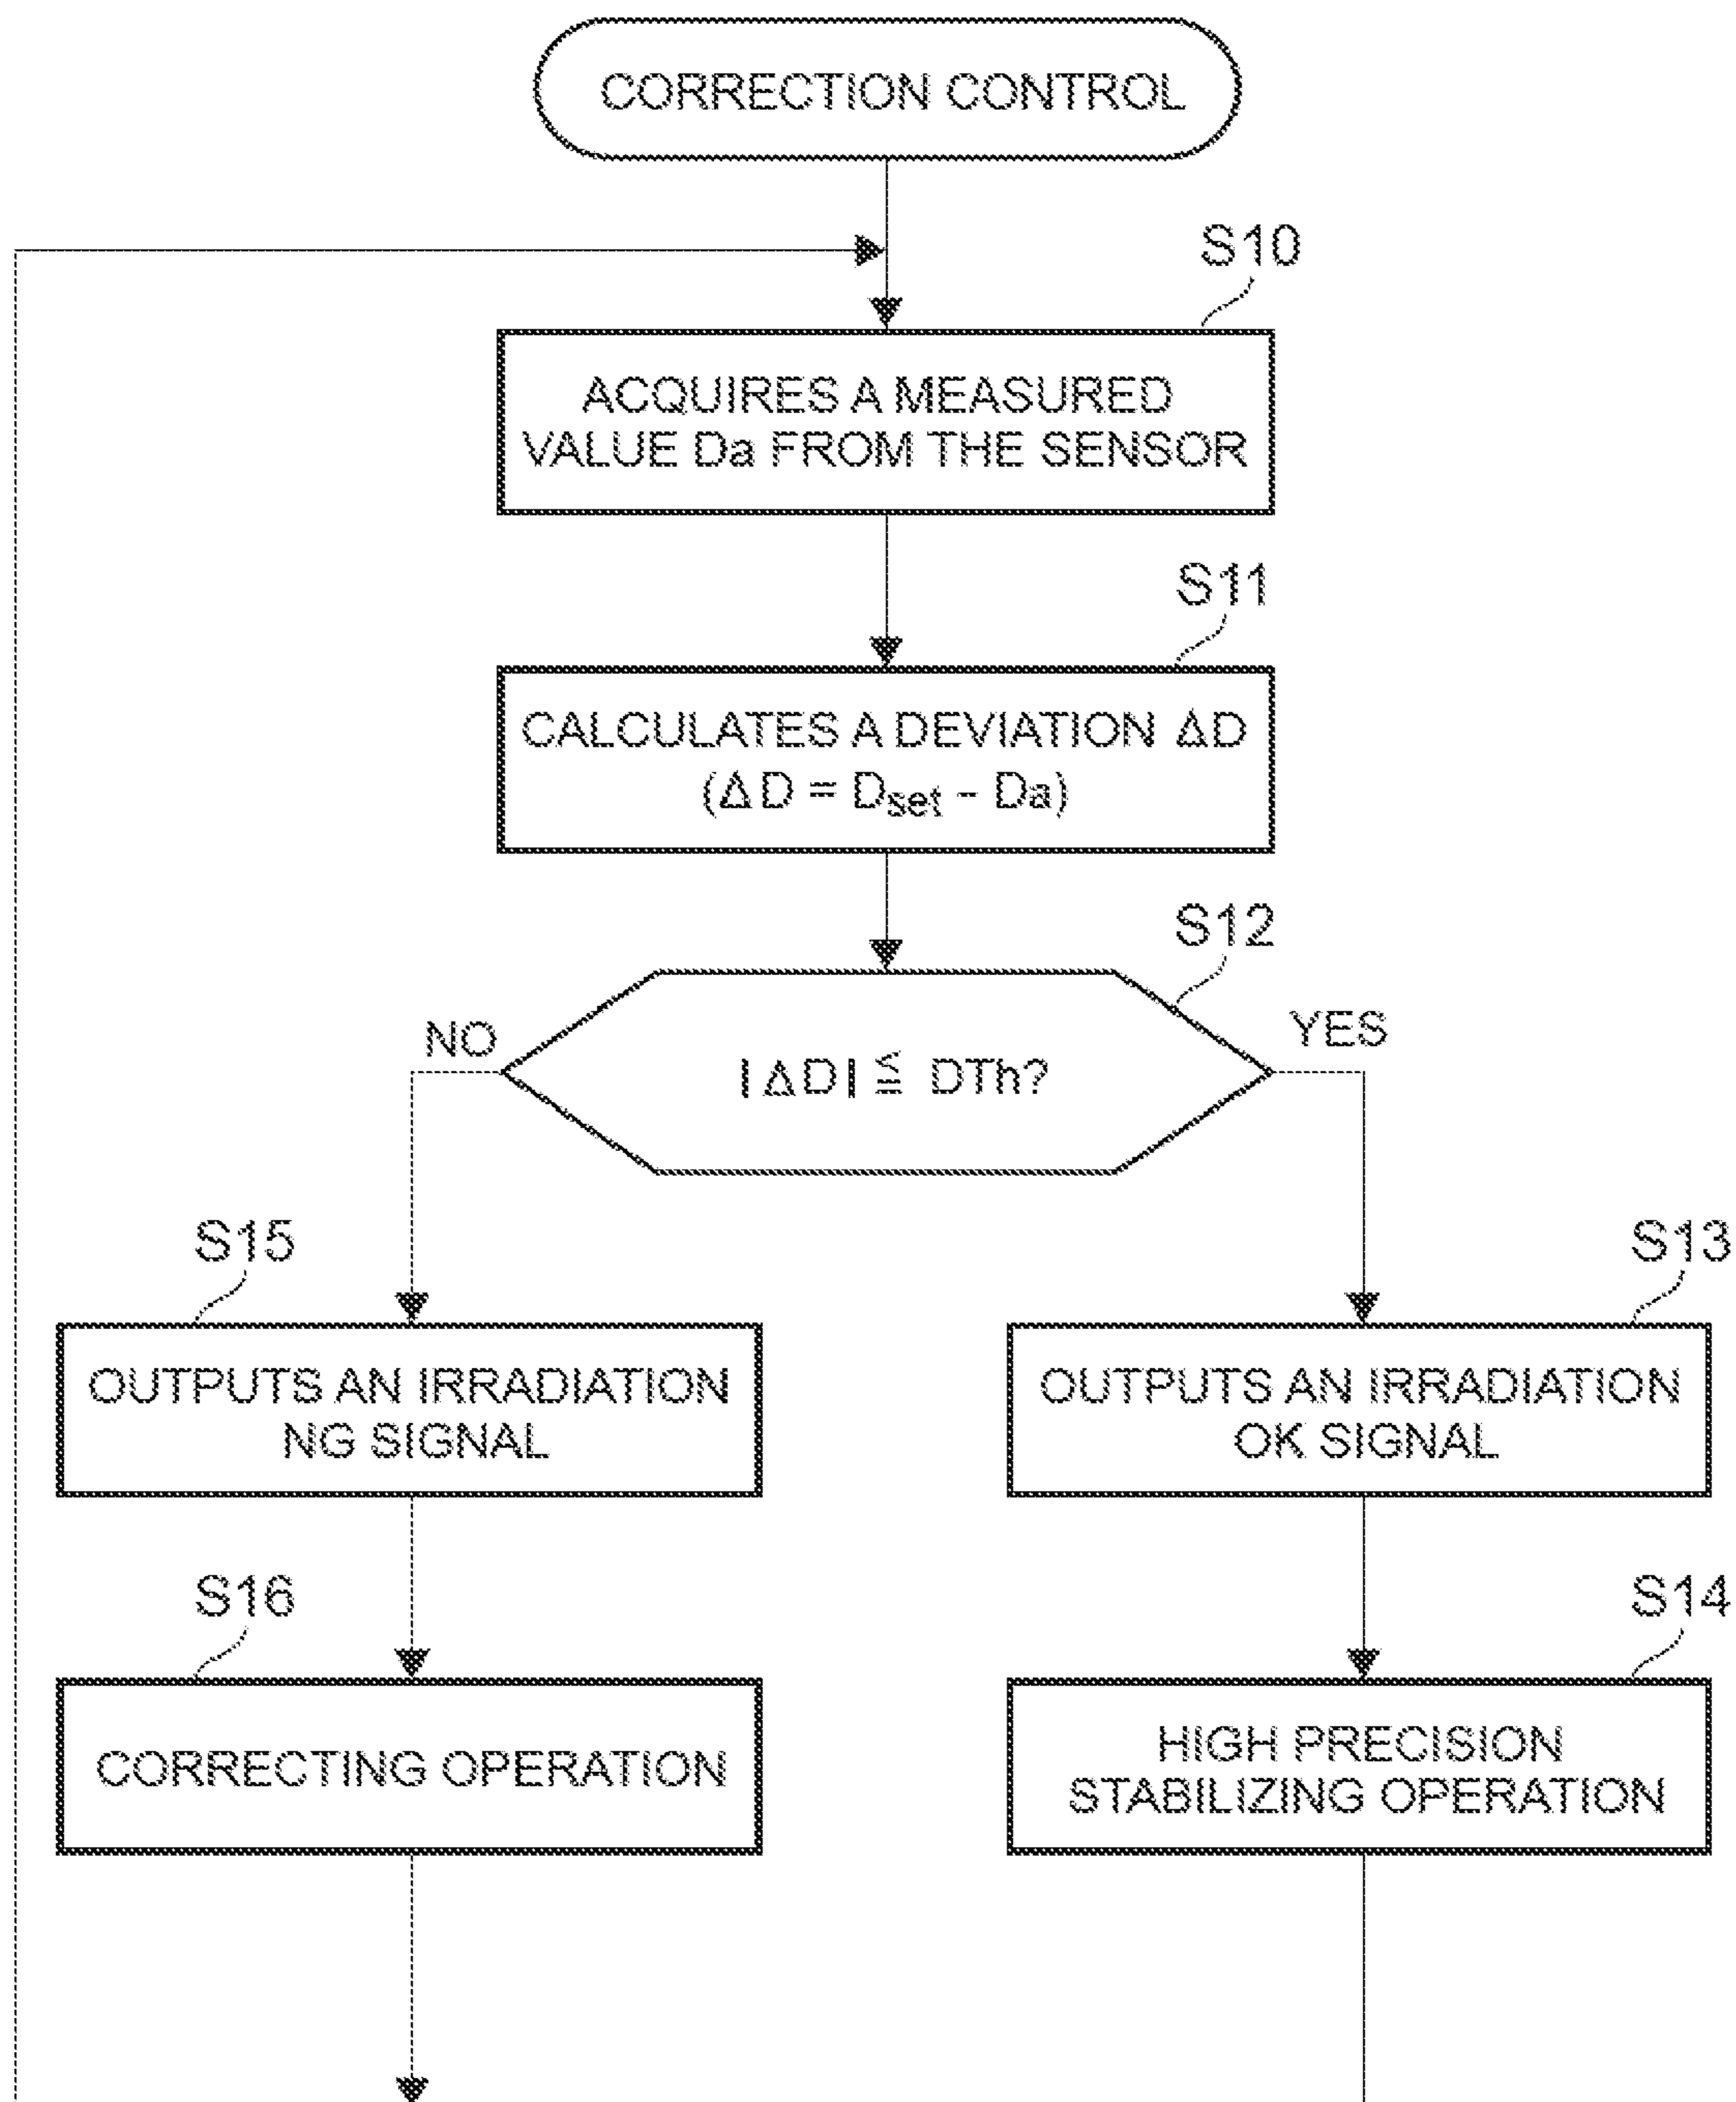 CORRECTION CONTROL
S10
ACQUIRES A MEASURED
VALUE Da FROM THE SENSOR
S11
CALCULATES A DEVIATION ΔD
(ΔD = Dset - Da)
S12
NO
YES
|ΔD| ≦ DTh?
S15
S13
OUTPUTS AN IRRADIATION
NG SIGNAL
OUTPUTS AN IRRADIATION
OK SIGNAL
S16
S14
CORRECTING OPERATION
HIGH PRECISION
STABILIZING OPERATION